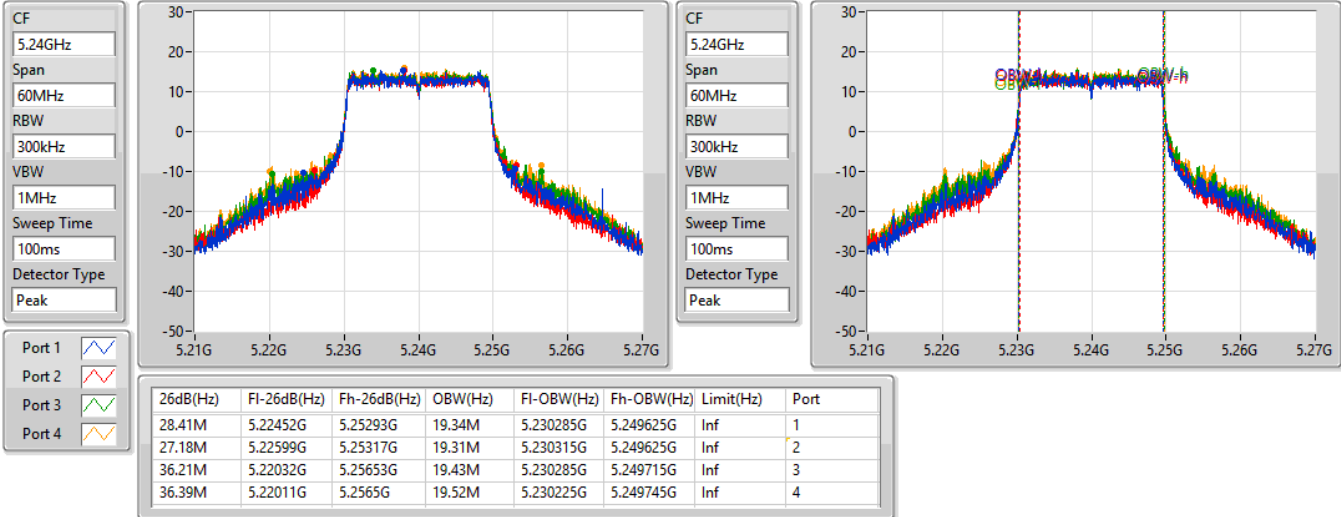 CF
5.24GHz
Span
60MHz
RBW
300kHz
VBW
1MHz
Sweep Time
100ms
Detector Type
Peak
30
20
10
0
-10
-20
-30
-40
-50
5.21G 5.22G 5.23G 5.24G 5.25G 5.26G 5.27G
CF
5.24GHz
Span
60MHz
RBW
300kHz
VBW
1MHz
Sweep Time
100ms
Detector Type
Peak
30
20
10
0
-10
-20
-30
-40
-50
OBW-h
5.21G 5.22G 5.23G 5.24G 5.25G 5.26G 5.27G
Port 1
Port 2
Port 3
Port 4
26dB(Hz) Fl-26dB(Hz) Fh-26dB(Hz) OBW(Hz) Fl-OBW(Hz) Fh-OBW(Hz) Limit(Hz) Port
28.41M 5.22452G 5.25293G 19.34M 5.230285G 5.249625G Inf 1
27.18M 5.22599G 5.25317G 19.31M 5.230315G 5.249625G Inf 2
36.21M 5.22032G 5.25653G 19.43M 5.230285G 5.249715G Inf 3
36.39M 5.22011G 5.2565G 19.52M 5.230225G 5.249745G Inf 4